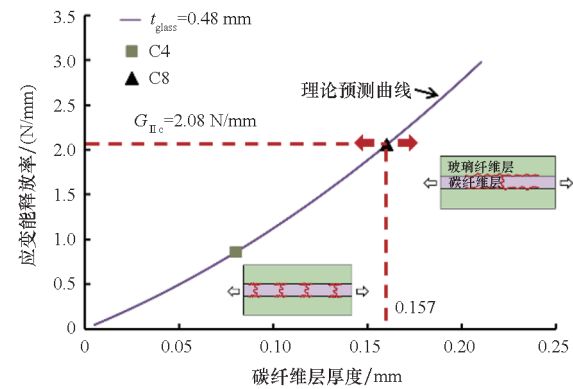 3.5
3.0
2.5
2.0
1.5
1.0
0.5
0
t_glass=0.48 mm
C4
C8
理论预测曲线
G_IIc=2.08 N/mm
玻璃纤维层
碳纤维层
0.157
应变能释放率/(N/mm)
0
0.05
0.10
0.15
0.20
0.25
碳纤维层厚度/mm